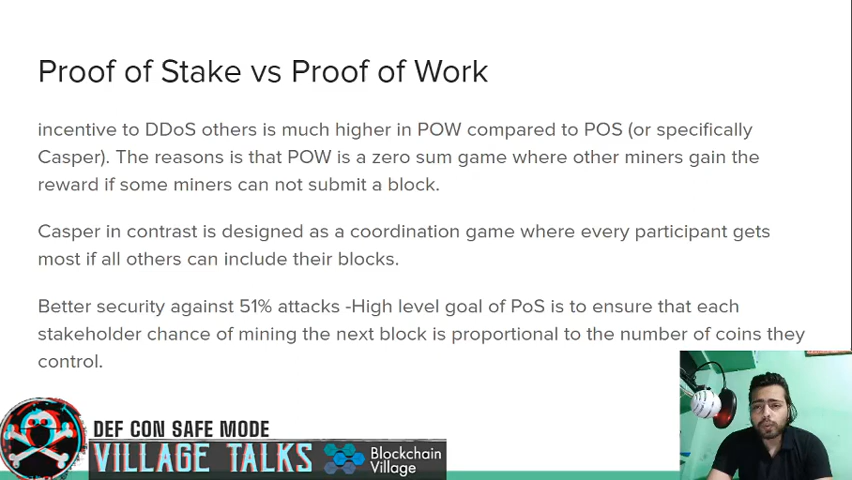 Proof of Stake vs Proof of Work
incentive to DDoS others is much higher in POW compared to POS (or specifically
Casper). The reasons is that POW is a zero sum game where other miners gain the
reward if some miners can not submit a block.
Casper in contrast is designed as a coordination game where every participant gets
most if all others can include their blocks.
Better security against 51% attacks -High level goal of PoS is to ensure that each
stakeholder chance of mining the next block is proportional to the number of coins they
control.
DEF CON SAFE MODE
VILLAGE TALKS
Blockchain
Village